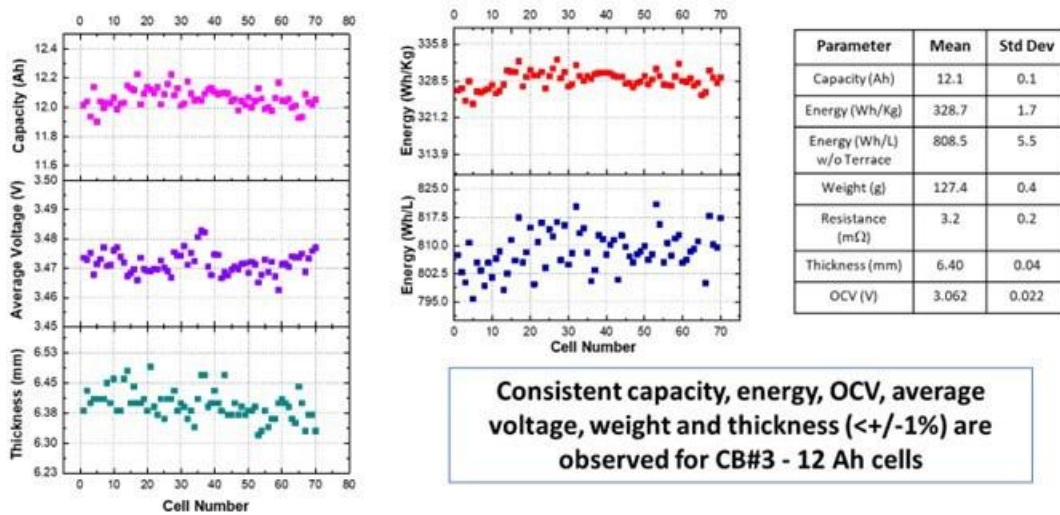 0 10 20 30 40 50 60 70 80
Capacity (Ah)
12.4
12.2
12.0
11.8
11.6
Average Voltage (V)
3.50
3.49
3.48
3.47
3.46
3.45
Thickness (mm)
6.53
6.45
6.38
6.30
6.23
0 10 20 30 40 50 60 70 80
Cell Number
0 10 20 30 40 50 60 70
Energy (Wh/Kg)
335.8
328.5
321.2
313.9
Energy (Wh/L)
825.0
817.5
810.0
802.5
795.0
0 10 20 30 40 50 60 70
Cell Number
Parameter Mean Std Dev
Capacity (Ah) 12.1 0.1
Energy (Wh/Kg) 328.7 1.7
Energy (Wh/L)
w/o Terrace 808.5 5.5
Weight (g) 127.4 0.4
Resistance
(mΩ) 3.2 0.2
Thickness (mm) 6.40 0.04
OCV (V) 3.062 0.022
Consistent capacity, energy, OCV, average
voltage, weight and thickness (<+/-1%) are
observed for CB#3 - 12 Ah cells